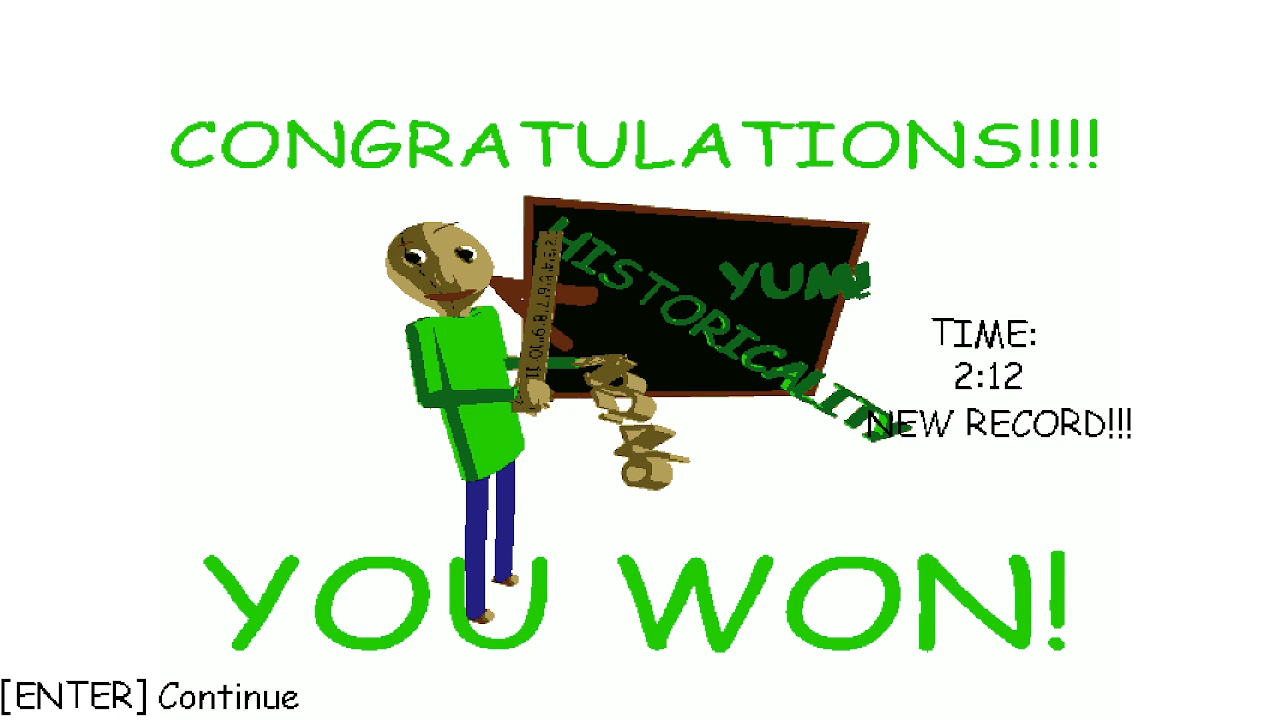 CONGRATULATIONS!!!!
HISTORICALITY
YUM!
TIME:
2:12
NEW RECORD!!!
YOU WON!
[ENTER] Continue